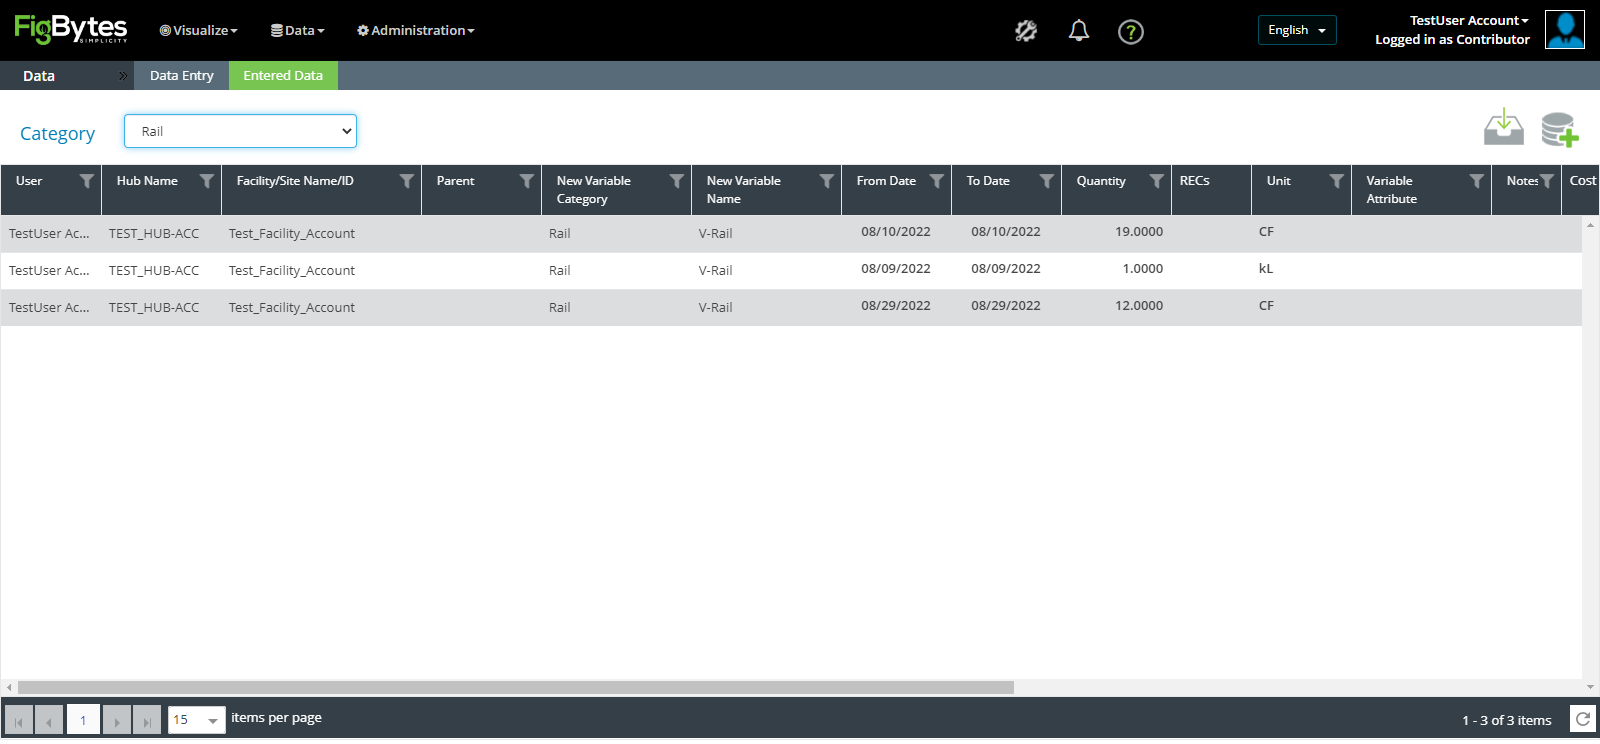 FigBytes
SIMPLICITY
Visualize
Data
Administration
?
English
TestUser Account
Logged in as Contributor
Data
Data Entry
Entered Data
Category
Rail
User
Hub Name
Facility/Site Name/ID
Parent
New Variable Category
New Variable Name
From Date
To Date
Quantity
RECs
Unit
Variable Attribute
Notes
Cost
TestUser Ac... TEST_HUB-ACC Test_Facility_Account Rail V-Rail 08/10/2022 08/10/2022 19.0000 CF
TestUser Ac... TEST_HUB-ACC Test_Facility_Account Rail V-Rail 08/09/2022 08/09/2022 1.0000 kL
TestUser Ac... TEST_HUB-ACC Test_Facility_Account Rail V-Rail 08/29/2022 08/29/2022 12.0000 CF
1
15
items per page
1 - 3 of 3 items